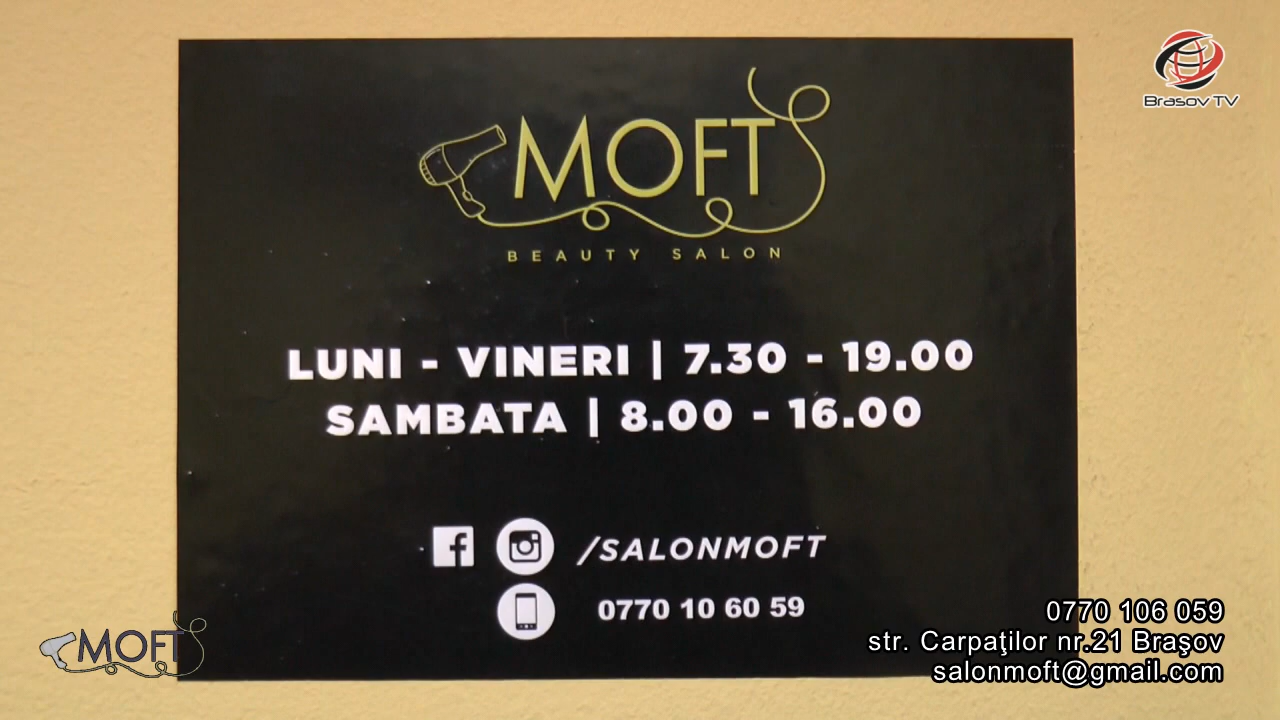 Brasov TV
MOFT
BEAUTY SALON
LUNI - VINERI | 7.30 - 19.00
SAMBATA | 8.00 - 16.00
/SALONMOFT
0770 10 60 59
MOFT
0770 106 059
str. Carpaţilor nr.21 Braşov
salonmoft@gmail.com